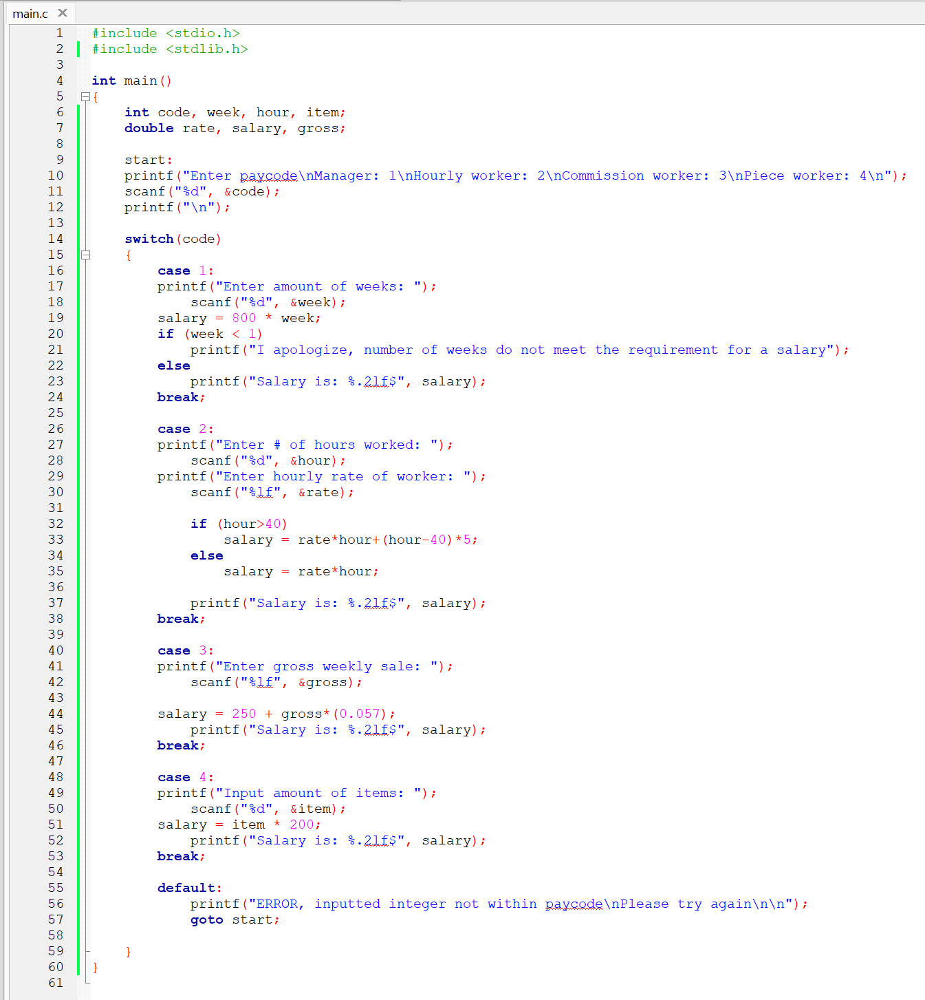 main.c
1 #include <stdio.h>
2 #include <stdlib.h>
3
4 int main()
5 {
6     int code, week, hour, item;
7     double rate, salary, gross;
8
9     start:
10     printf("Enter paycode\nManager: 1\nHourly worker: 2\nCommission worker: 3\nPiece worker: 4\n");
11     scanf("%d", &code);
12     printf("\n");
13
14     switch(code)
15     {
16         case 1:
17         printf("Enter amount of weeks: ");
18             scanf("%d", &week);
19         salary = 800 * week;
20         if (week < 1)
21             printf("I apologize, number of weeks do not meet the requirement for a salary");
22         else
23             printf("Salary is: %.2lf$", salary);
24         break;
25
26         case 2:
27         printf("Enter # of hours worked: ");
28             scanf("%d", &hour);
29         printf("Enter hourly rate of worker: ");
30             scanf("%lf", &rate);
31
32             if (hour>40)
33                 salary = rate*hour+(hour-40)*5;
34             else
35                 salary = rate*hour;
36
37             printf("Salary is: %.2lf$", salary);
38         break;
39
40         case 3:
41         printf("Enter gross weekly sale: ");
42             scanf("%lf", &gross);
43
44         salary = 250 + gross*(0.057);
45             printf("Salary is: %.2lf$", salary);
46         break;
47
48         case 4:
49         printf("Input amount of items: ");
50             scanf("%d", &item);
51         salary = item * 200;
52             printf("Salary is: %.2lf$", salary);
53         break;
54
55         default:
56             printf("ERROR, inputted integer not within paycode\nPlease try again\n\n");
57             goto start;
58
59     }
60 }
61